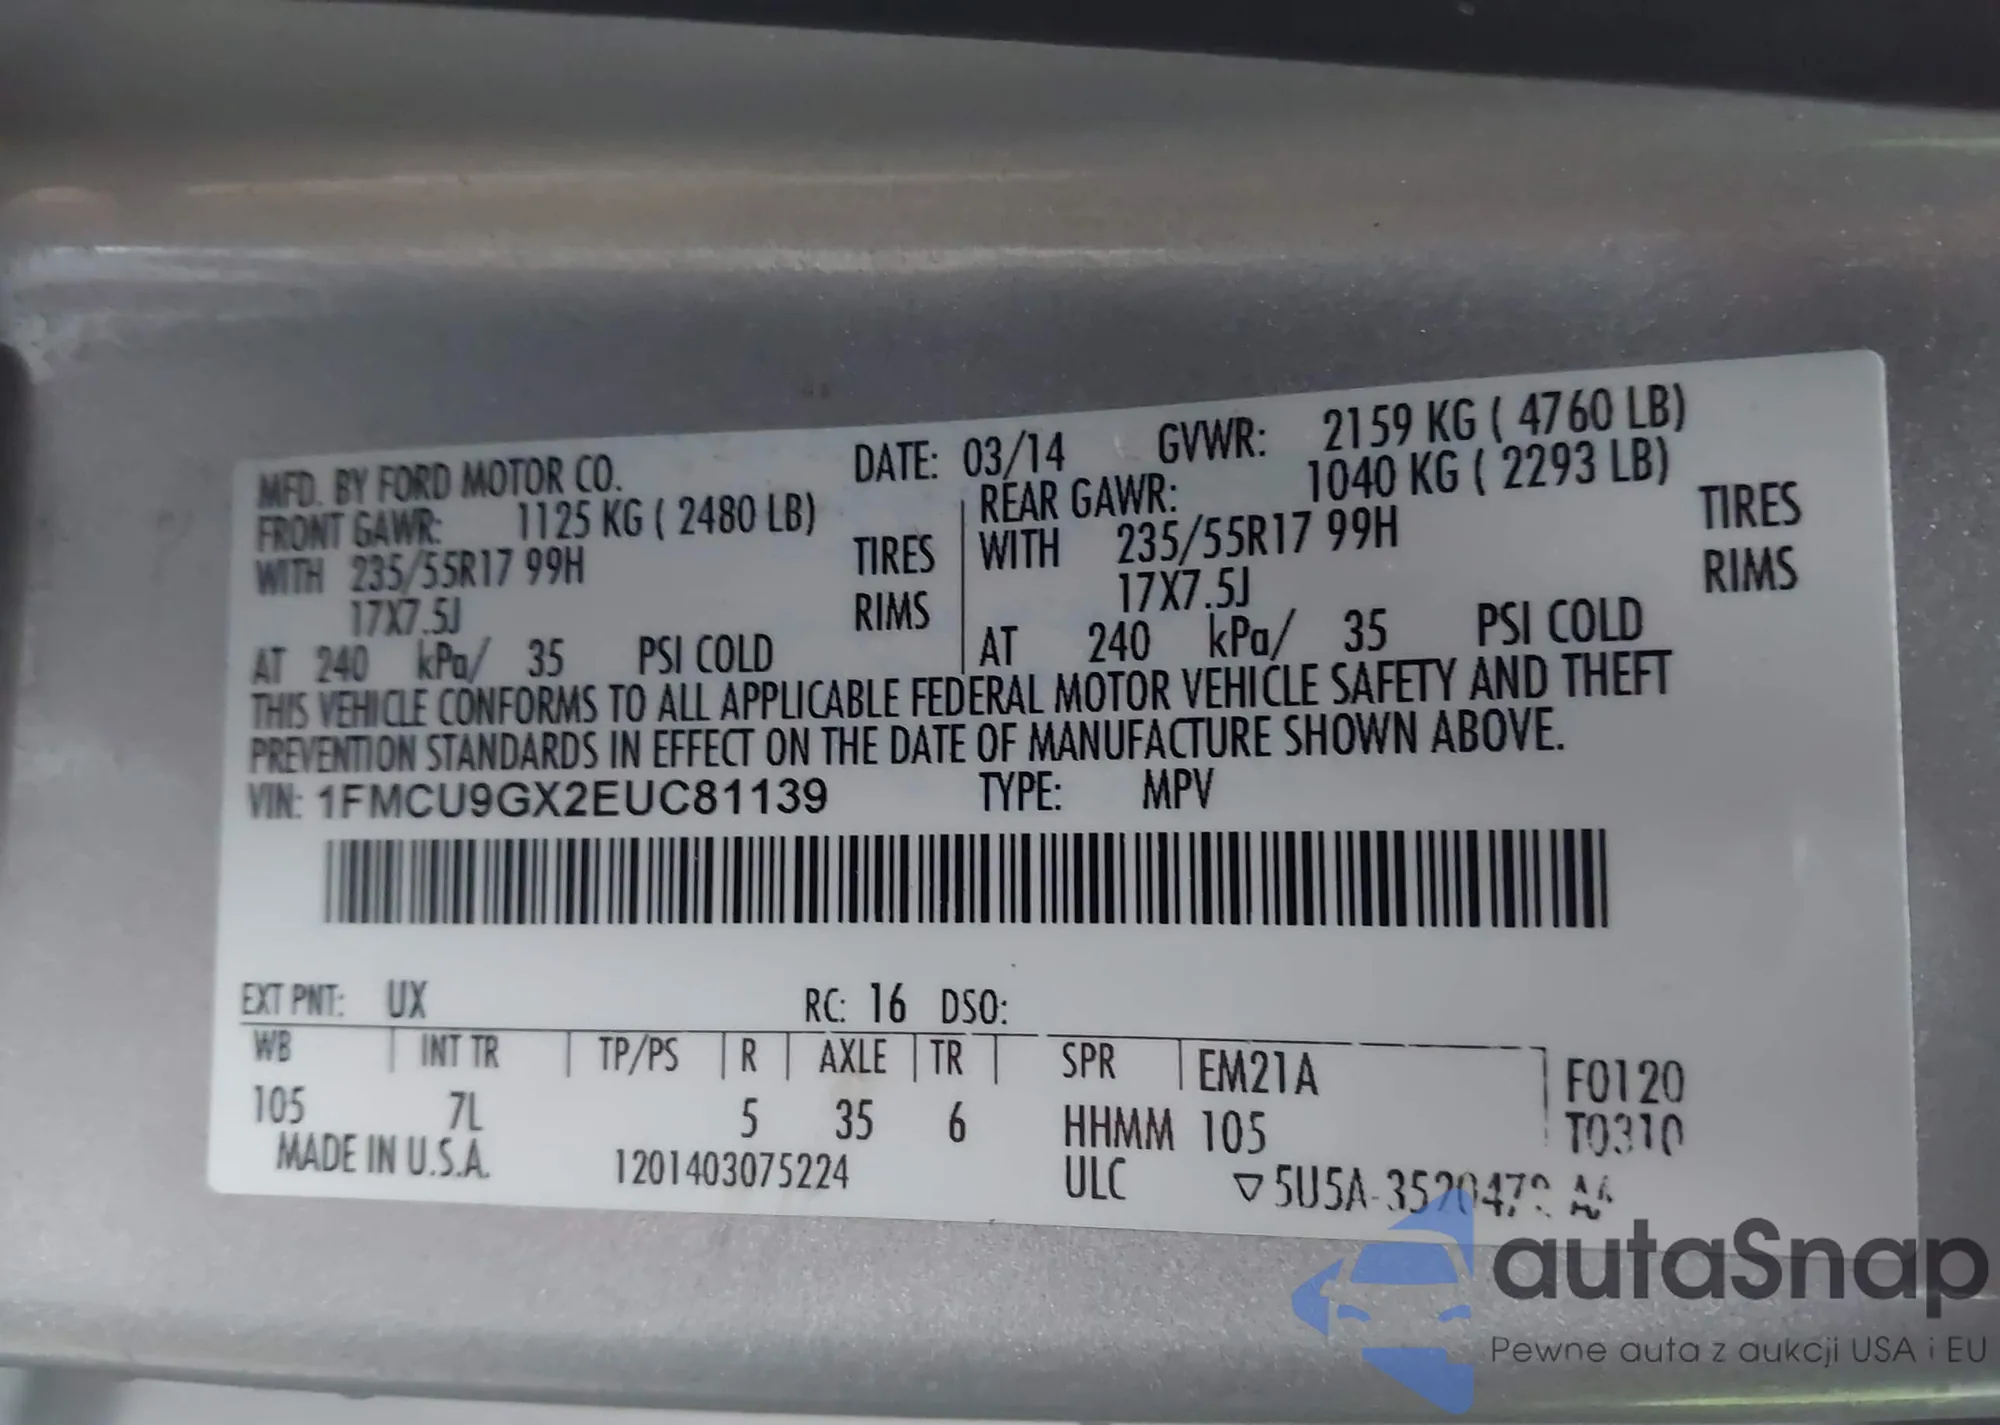 MFD. BY FORD MOTOR CO. DATE: 03/14 GVWR: 2159 KG ( 4760 LB)
FRONT GAWR: 1125 KG ( 2480 LB) REAR GAWR: 1040 KG ( 2293 LB)
WITH 235/55R17 99H TIRES WITH 235/55R17 99H TIRES
17X7.5J RIMS 17X7.5J RIMS
AT 240 kPa/ 35 PSI COLD AT 240 kPa/ 35 PSI COLD
THIS VEHICLE CONFORMS TO ALL APPLICABLE FEDERAL MOTOR VEHICLE SAFETY AND THEFT
PREVENTION STANDARDS IN EFFECT ON THE DATE OF MANUFACTURE SHOWN ABOVE.
VIN: 1FMCU9GX2EUC81139 TYPE: MPV
EXT PNT: UX RC: 16 DSO:
WB INT TR TP/PS R AXLE TR SPR EM21A F0120
105 7L 5 35 6 HHMM 105 T0310
MADE IN U.S.A. 1201403075224 ULC ▽5U5A-
autaSnap
Pewne auta z aukcji USA i EU